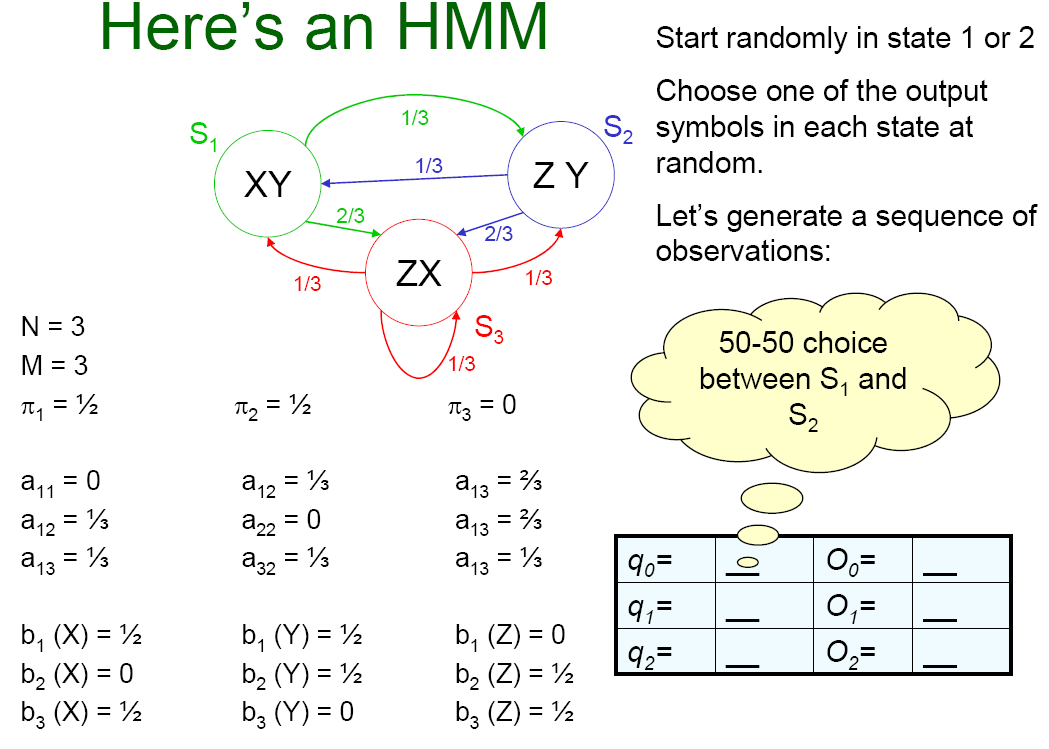 Here's an HMM
Start randomly in state 1 or 2
Choose one of the output
symbols in each state at
random.
Let's generate a sequence of
observations:
S1
1/3
S2
XY
1/3
Z Y
2/3
2/3
ZX
1/3
1/3
S3
1/3
50-50 choice
between S1 and
S2
N = 3
M = 3
π1 = ½ π2 = ½ π3 = 0
a11 = 0 a12 = ⅓ a13 = ⅔
a12 = ⅓ a22 = 0 a13 = ⅔
a13 = ⅓ a32 = ⅓ a13 = ⅓
b1 (X) = ½ b1 (Y) = ½ b1 (Z) = 0
b2 (X) = 0 b2 (Y) = ½ b2 (Z) = ½
b3 (X) = ½ b3 (Y) = 0 b3 (Z) = ½
q0= __ O0= __
q1= __ O1= __
q2= __ O2= __